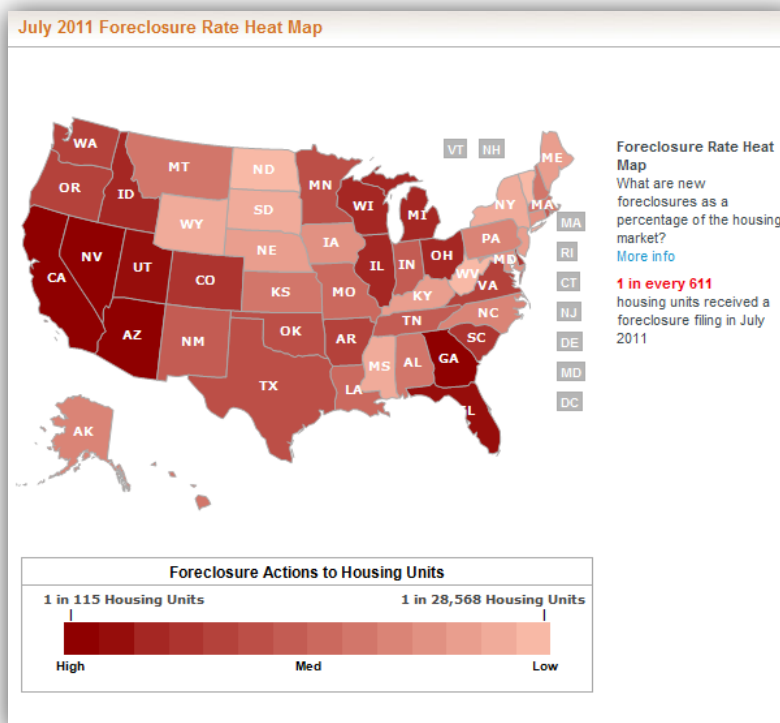 July 2011 Foreclosure Rate Heat Map
WA
MT
ND
MN
VT
NH
ME
OR
ID
WY
SD
WI
MI
NY
MA
MA
NV
UT
CO
NE
IA
IL
IN
OH
PA
MD
RI
CA
KS
MO
KY
WV
VA
CT
AZ
NM
OK
AR
TN
NC
NJ
TX
LA
MS
AL
GA
SC
DE
AK
FL
MD
DC
Foreclosure Rate Heat
Map
What are new
foreclosures as a
percentage of the housing
market?
More info
1 in every 611
housing units received a
foreclosure filing in July
2011
Foreclosure Actions to Housing Units
1 in 115 Housing Units
1 in 28,568 Housing Units
High
Med
Low